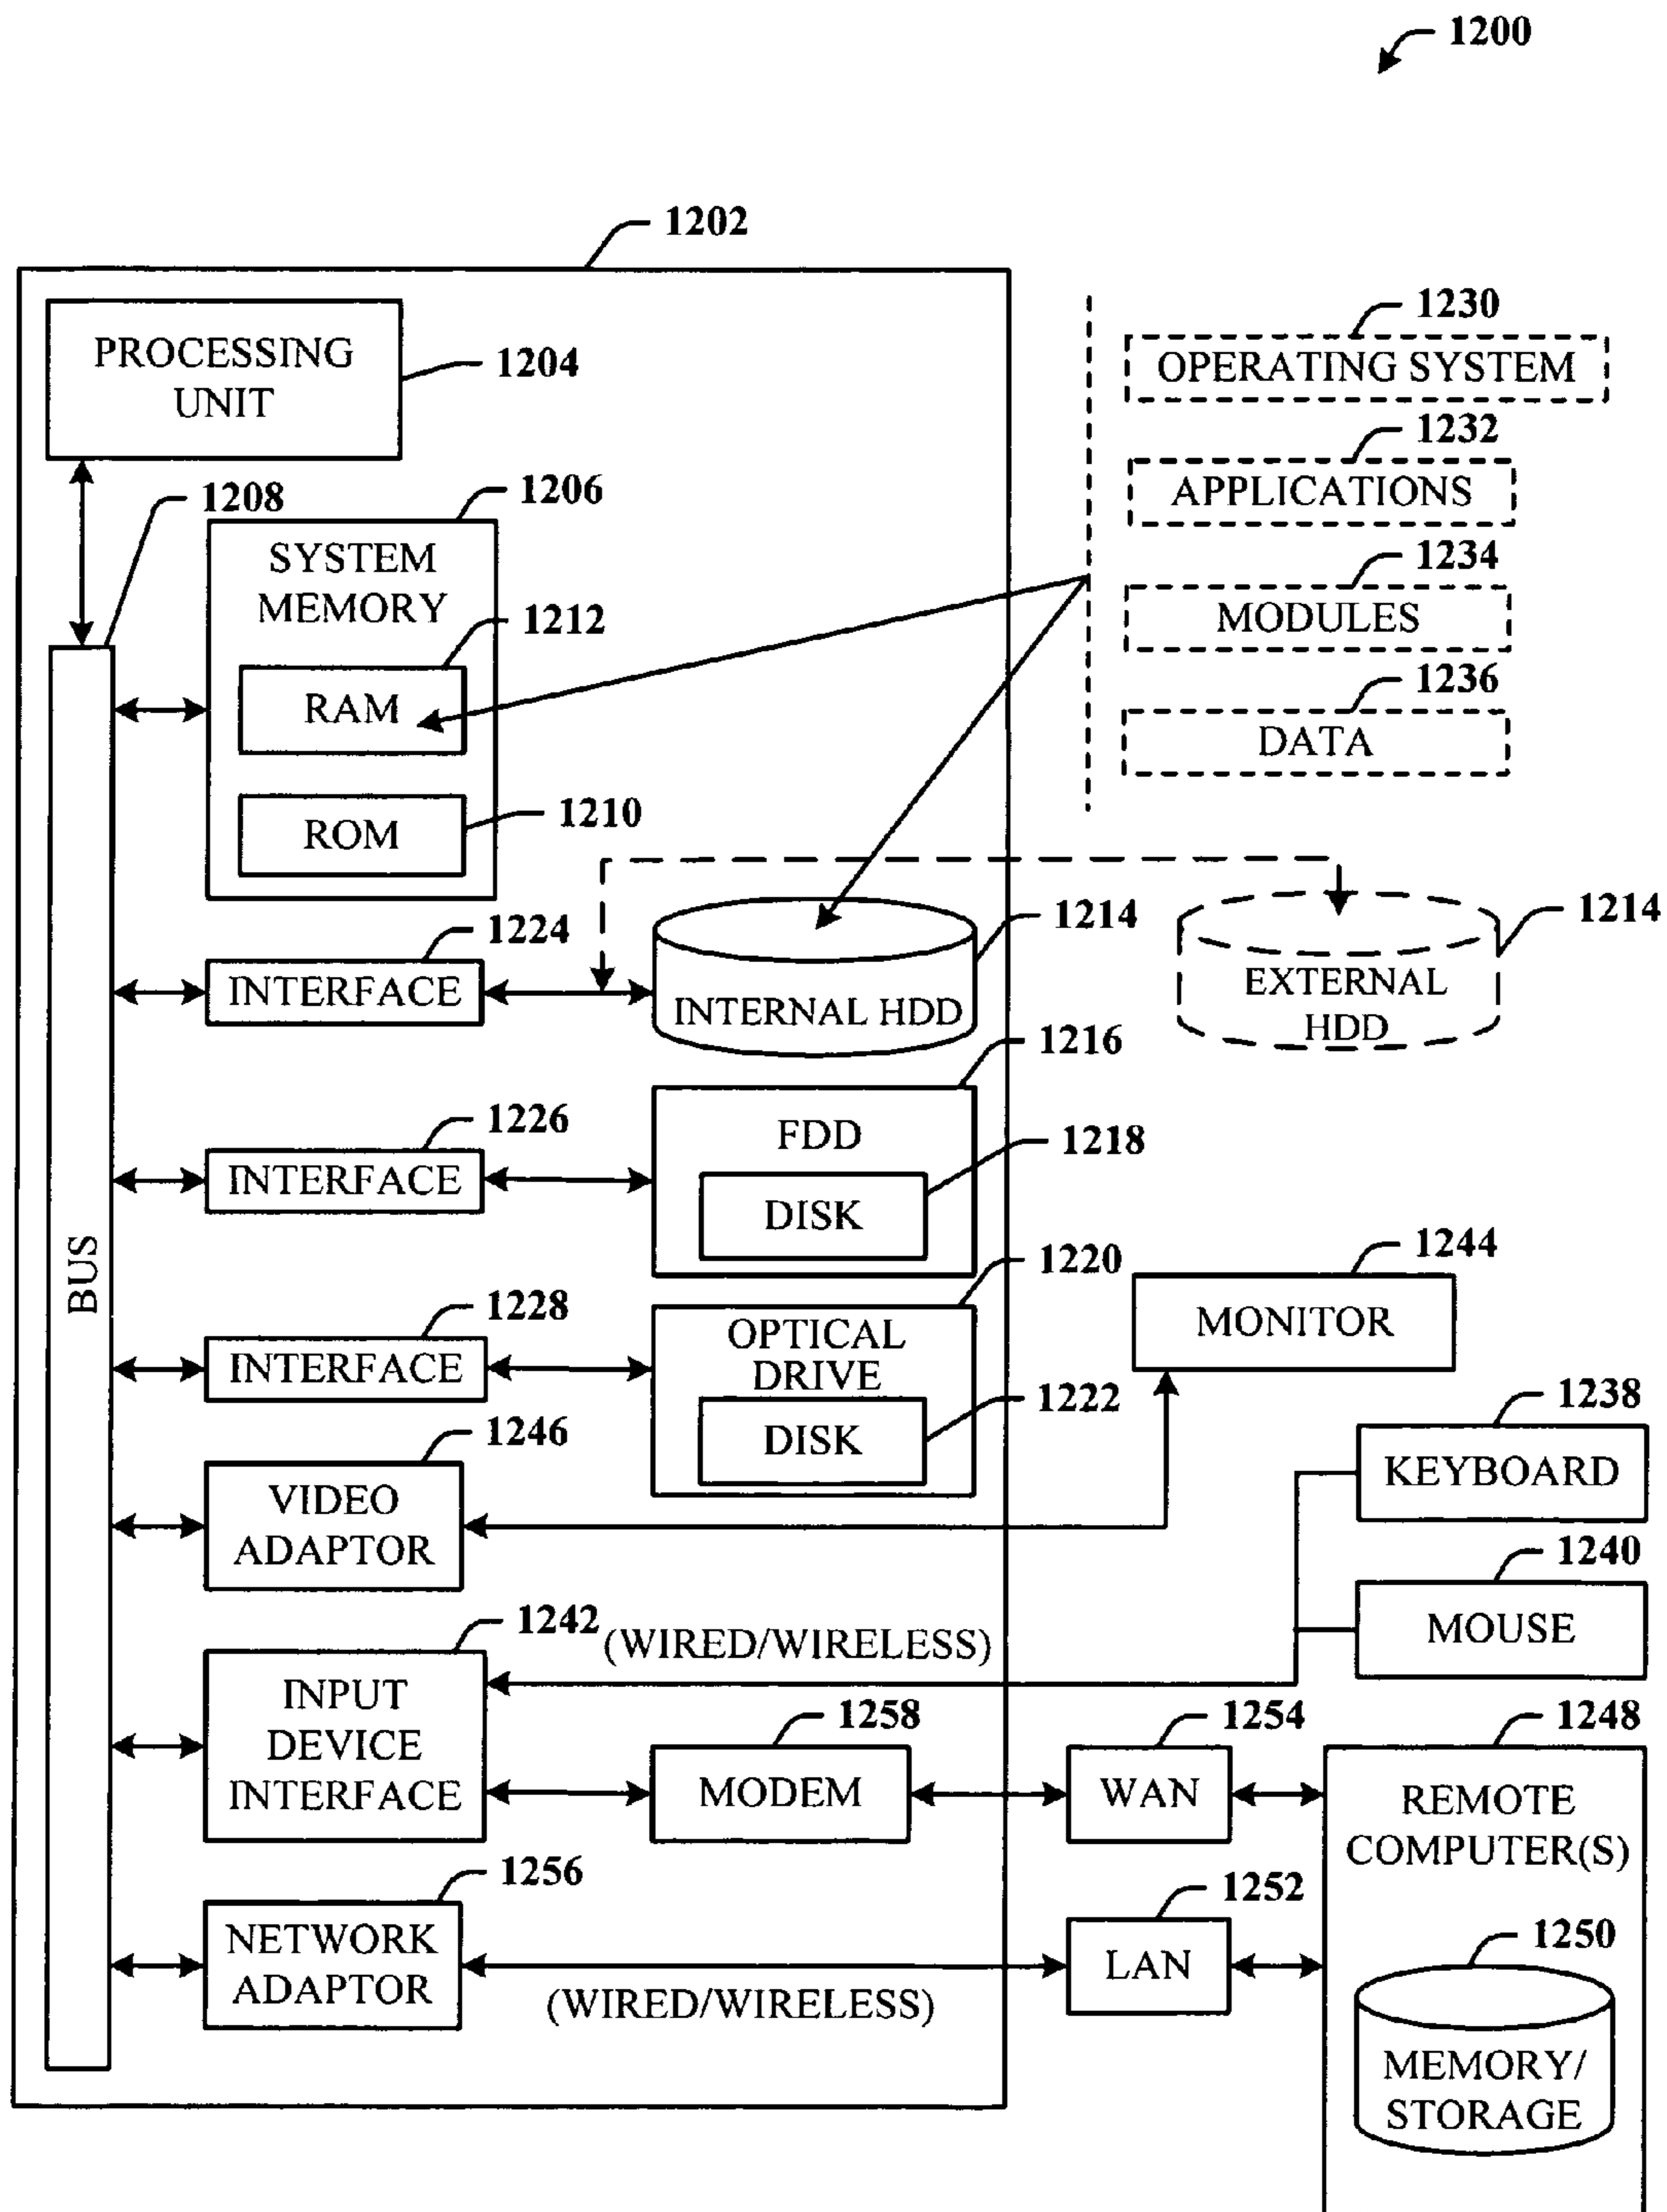 1200
1202
PROCESSING
UNIT
1204
1230
OPERATING SYSTEM
1232
APPLICATIONS
1234
MODULES
1236
DATA
1208
1206
SYSTEM
MEMORY
1212
RAM
1210
ROM
1224
INTERFACE
1214
INTERNAL HDD
1214
EXTERNAL
HDD
1226
INTERFACE
1216
FDD
1218
DISK
BUS
1228
INTERFACE
1220
OPTICAL
DRIVE
1222
DISK
1244
MONITOR
1246
VIDEO
ADAPTOR
1238
KEYBOARD
1240
MOUSE
1242
(WIRED/WIRELESS)
INPUT
DEVICE
INTERFACE
1258
MODEM
1254
WAN
1248
REMOTE
COMPUTER(S)
1256
NETWORK
ADAPTOR
(WIRED/WIRELESS)
1252
LAN
1250
MEMORY/
STORAGE